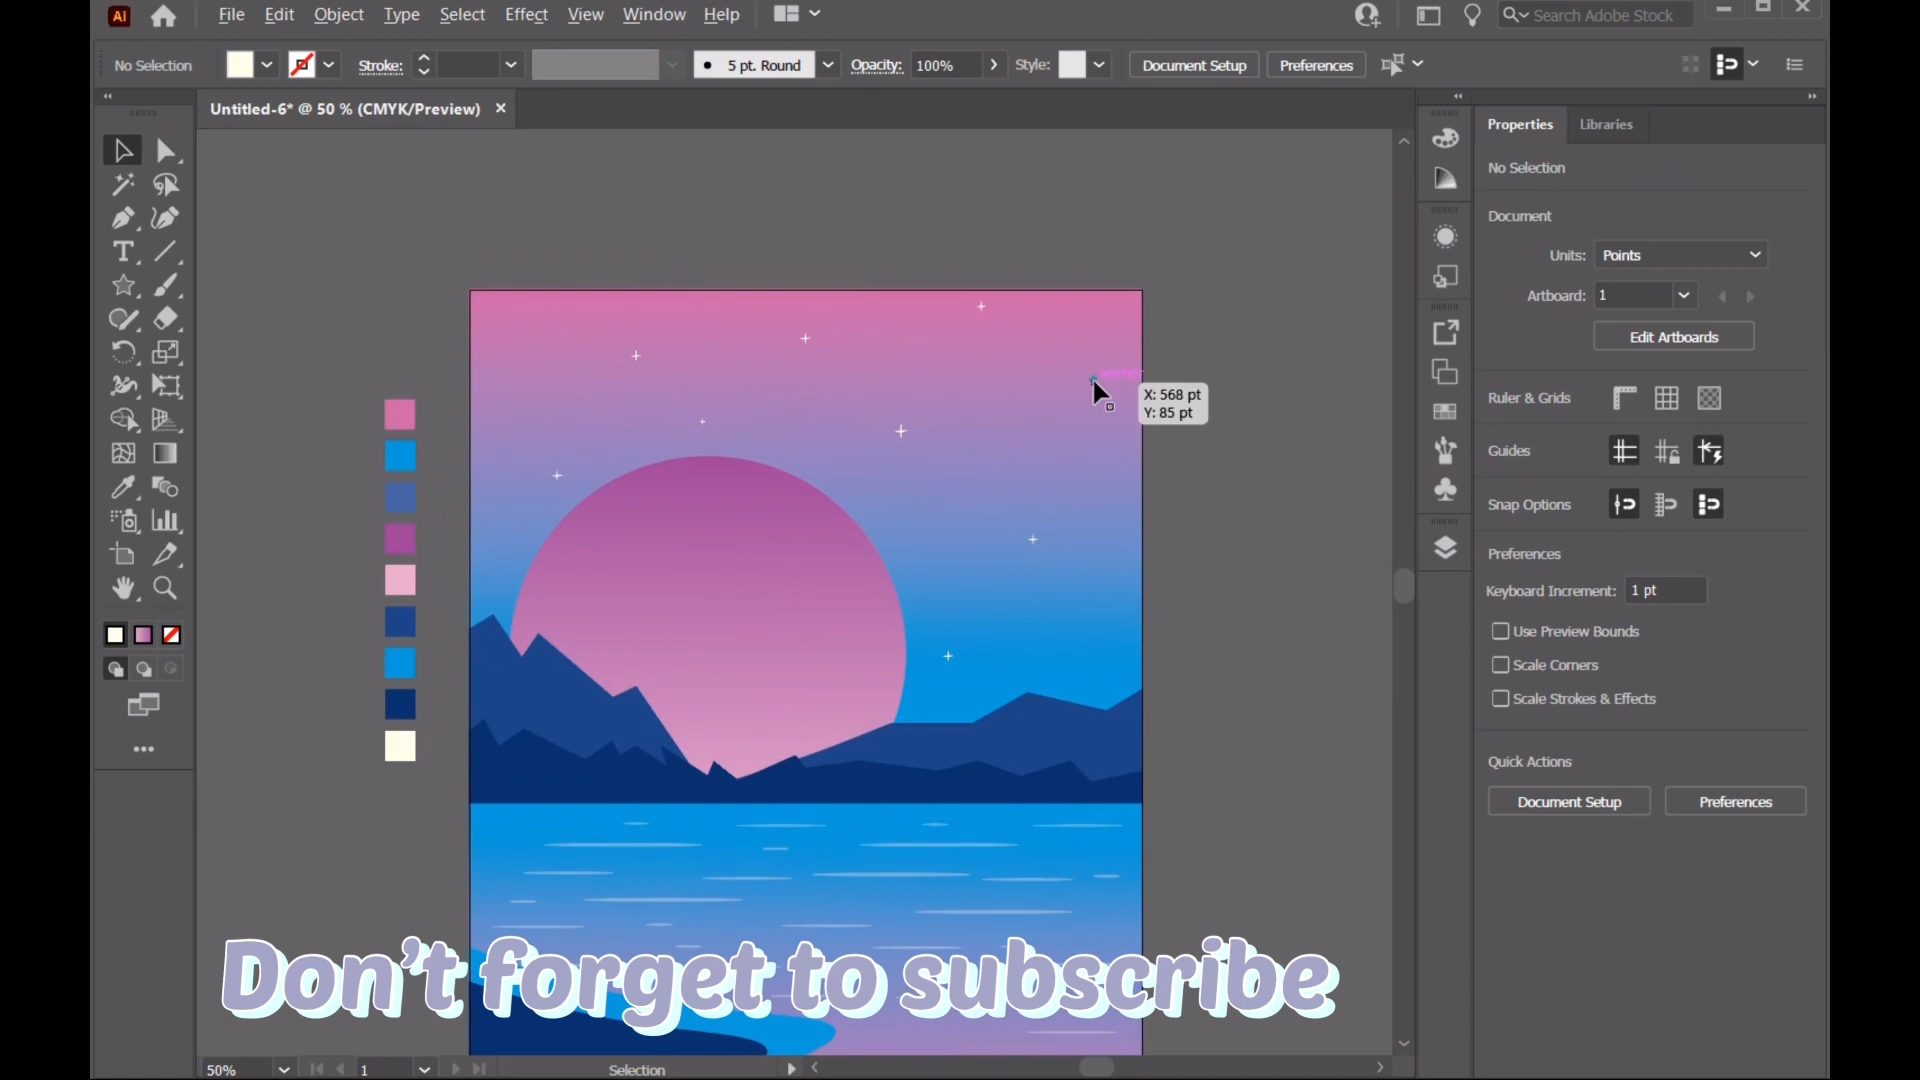 Ai File Edit Object Type Select Effect View Window Help Search Adobe Stock
No Selection Stroke: 5 pt. Round Opacity: 100% Style: Document Setup Preferences
Untitled-6* @ 50 % (CMYK/Preview)
Properties Libraries
No Selection
Document
Units: Points
Artboard: 1
Edit Artboards
X: 568 pt
Y: 85 pt
Ruler & Grids
Guides
Snap Options
Preferences
Keyboard Increment: 1 pt
Use Preview Bounds
Scale Corners
Scale Strokes & Effects
Quick Actions
Document Setup Preferences
Don't forget to subscribe
50% 1 Selection